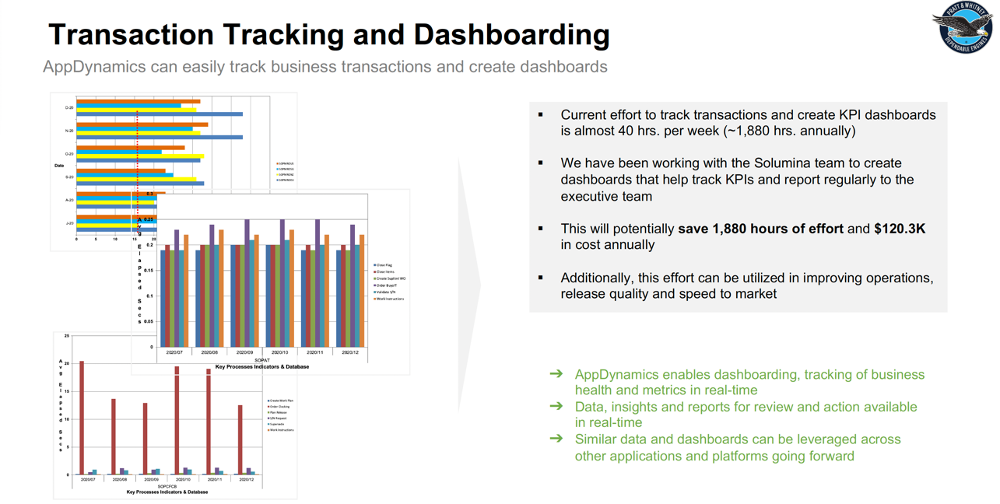 Transaction Tracking and Dashboarding
PRATT & WHITNEY
DEPENDABLE ENGINES
AppDynamics can easily track business transactions and create dashboards
D-20
N-20
O-20
S-20
A-20
J-20
Date
0 5 10 15 20
0.3
0.25
0.2
0.15
0.1
0.05
0
Avg Elapsed Secs
2020/07 2020/08 2020/09 2020/10 2020/11 2020/12
SOPAT
Key Processes Indicators & Database
Close Flag
Close Items
Create Suplmt WO
Order Buyoff
Validate S/N
Work Instructions
25
20
15
10
5
0
Avg Elapsed Secs
2020/07 2020/08 2020/09 2020/10 2020/11 2020/12
SOPCFCB
Key Processes Indicators & Database
Create Work Plan
Plan Release
S/N Request
Supersede
Work Instructions
▪ Current effort to track transactions and create KPI dashboards
is almost 40 hrs. per week (~1,880 hrs. annually)
▪ We have been working with the Solumina team to create
dashboards that help track KPIs and report regularly to the
executive team
▪ This will potentially save 1,880 hours of effort and $120.3K
in cost annually
▪ Additionally, this effort can be utilized in improving operations,
release quality and speed to market
➔ AppDynamics enables dashboarding, tracking of business
health and metrics in real-time
➔ Data, insights and reports for review and action available
in real-time
➔ Similar data and dashboards can be leveraged across
other applications and platforms going forward